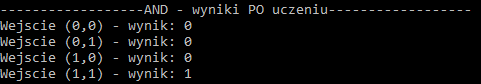 ------------------AND - wyniki PO uczeniu------------------
Wejscie (0,0) - wynik: 0
Wejscie (0,1) - wynik: 0
Wejscie (1,0) - wynik: 0
Wejscie (1,1) - wynik: 1